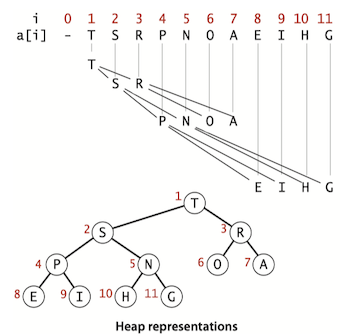 i 0 1 2 3 4 5 6 7 8 9 10 11
a[i] - T S R P N O A E I H G
T
S R
P N O A
E I H G
1 T
2 S 3 R
4 P 5 N 6 O 7 A
8 E 9 I 10 H 11 G
Heap representations